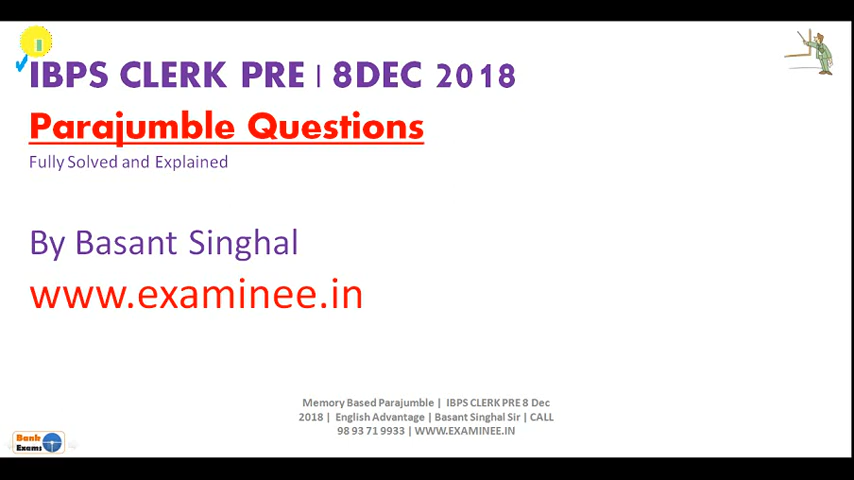 IBPS CLERK PRE | 8DEC 2018
Parajumble Questions
Fully Solved and Explained
By Basant Singhal
www.examinee.in
Memory Based Parajumble | IBPS CLERK PRE 8 Dec
2018 | English Advantage | Basant Singhal Sir | CALL
98 93 71 9933 | WWW.EXAMINEE.IN
Bank
Exams